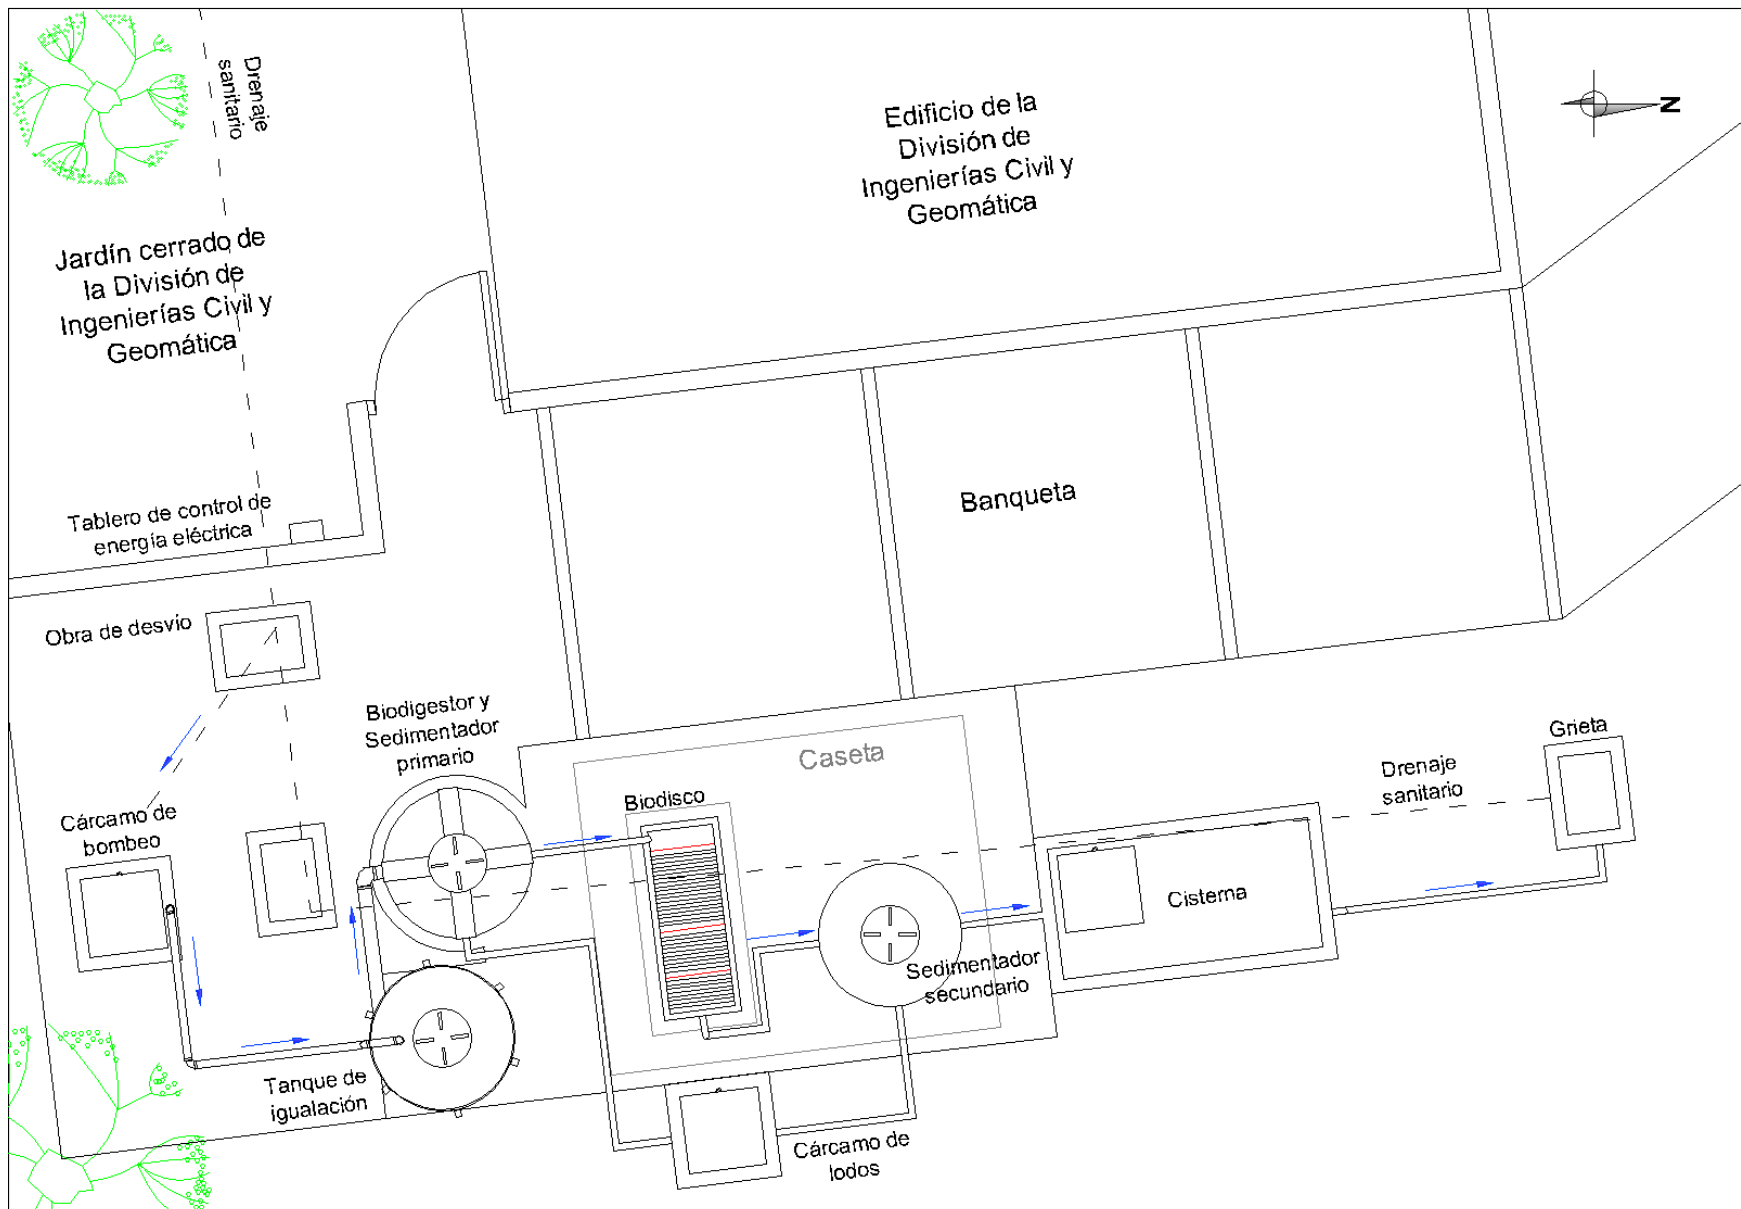 Drenaje
sanitario
Edificio de la
División de
Ingenierías Civil y
Geomática
N
Jardín cerrado de
la División de
Ingenierías Civil y
Geomática
Tablero de control de
energía eléctrica
Banqueta
Obra de desvío
Biodigestor y
Sedimentador
primario
Caseta
Grieta
Drenaje
sanitario
Biodisco
Cárcamo de
bombeo
Cisterna
Sedimentador
secundario
Tanque de
igualación
Cárcamo de
lodos